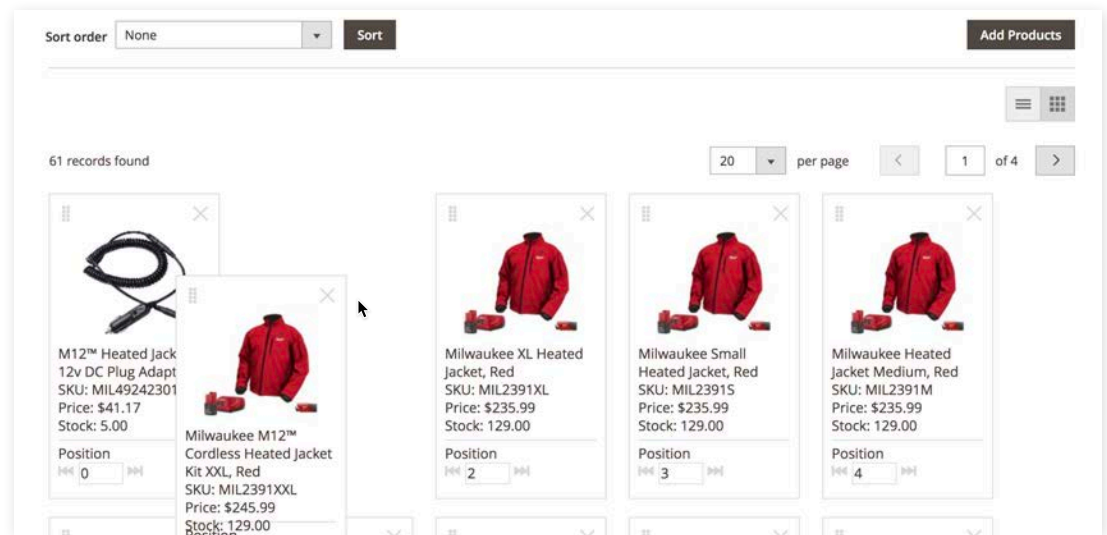 Sort order None Sort Add Products
61 records found 20 per page 1 of 4
M12™ Heated Jack
12v DC Plug Adapt
SKU: MIL49242301
Price: $41.17
Stock: 5.00
Position
0
Milwaukee M12™
Cordless Heated Jacket
Kit XXL, Red
SKU: MIL2391XXL
Price: $245.99
Stock: 129.00
Position
Milwaukee XL Heated
Jacket, Red
SKU: MIL2391XL
Price: $235.99
Stock: 129.00
Position
2
Milwaukee Small
Heated Jacket, Red
SKU: MIL2391S
Price: $235.99
Stock: 129.00
Position
3
Milwaukee Heated
Jacket Medium, Red
SKU: MIL2391M
Price: $235.99
Stock: 129.00
Position
4